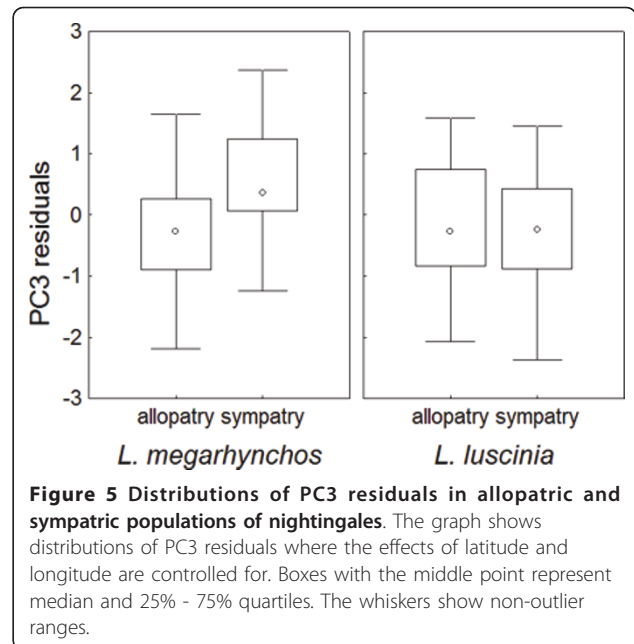 3
2
1
0
-1
-2
-3
PC3 residuals
allopatry sympatry
allopatry sympatry
L. megarhynchos
L. luscinia
Figure 5 Distributions of PC3 residuals in allopatric and
sympatric populations of nightingales. The graph shows
distributions of PC3 residuals where the effects of latitude and
longitude are controlled for. Boxes with the middle point represent
median and 25% - 75% quartiles. The whiskers show non-outlier
ranges.